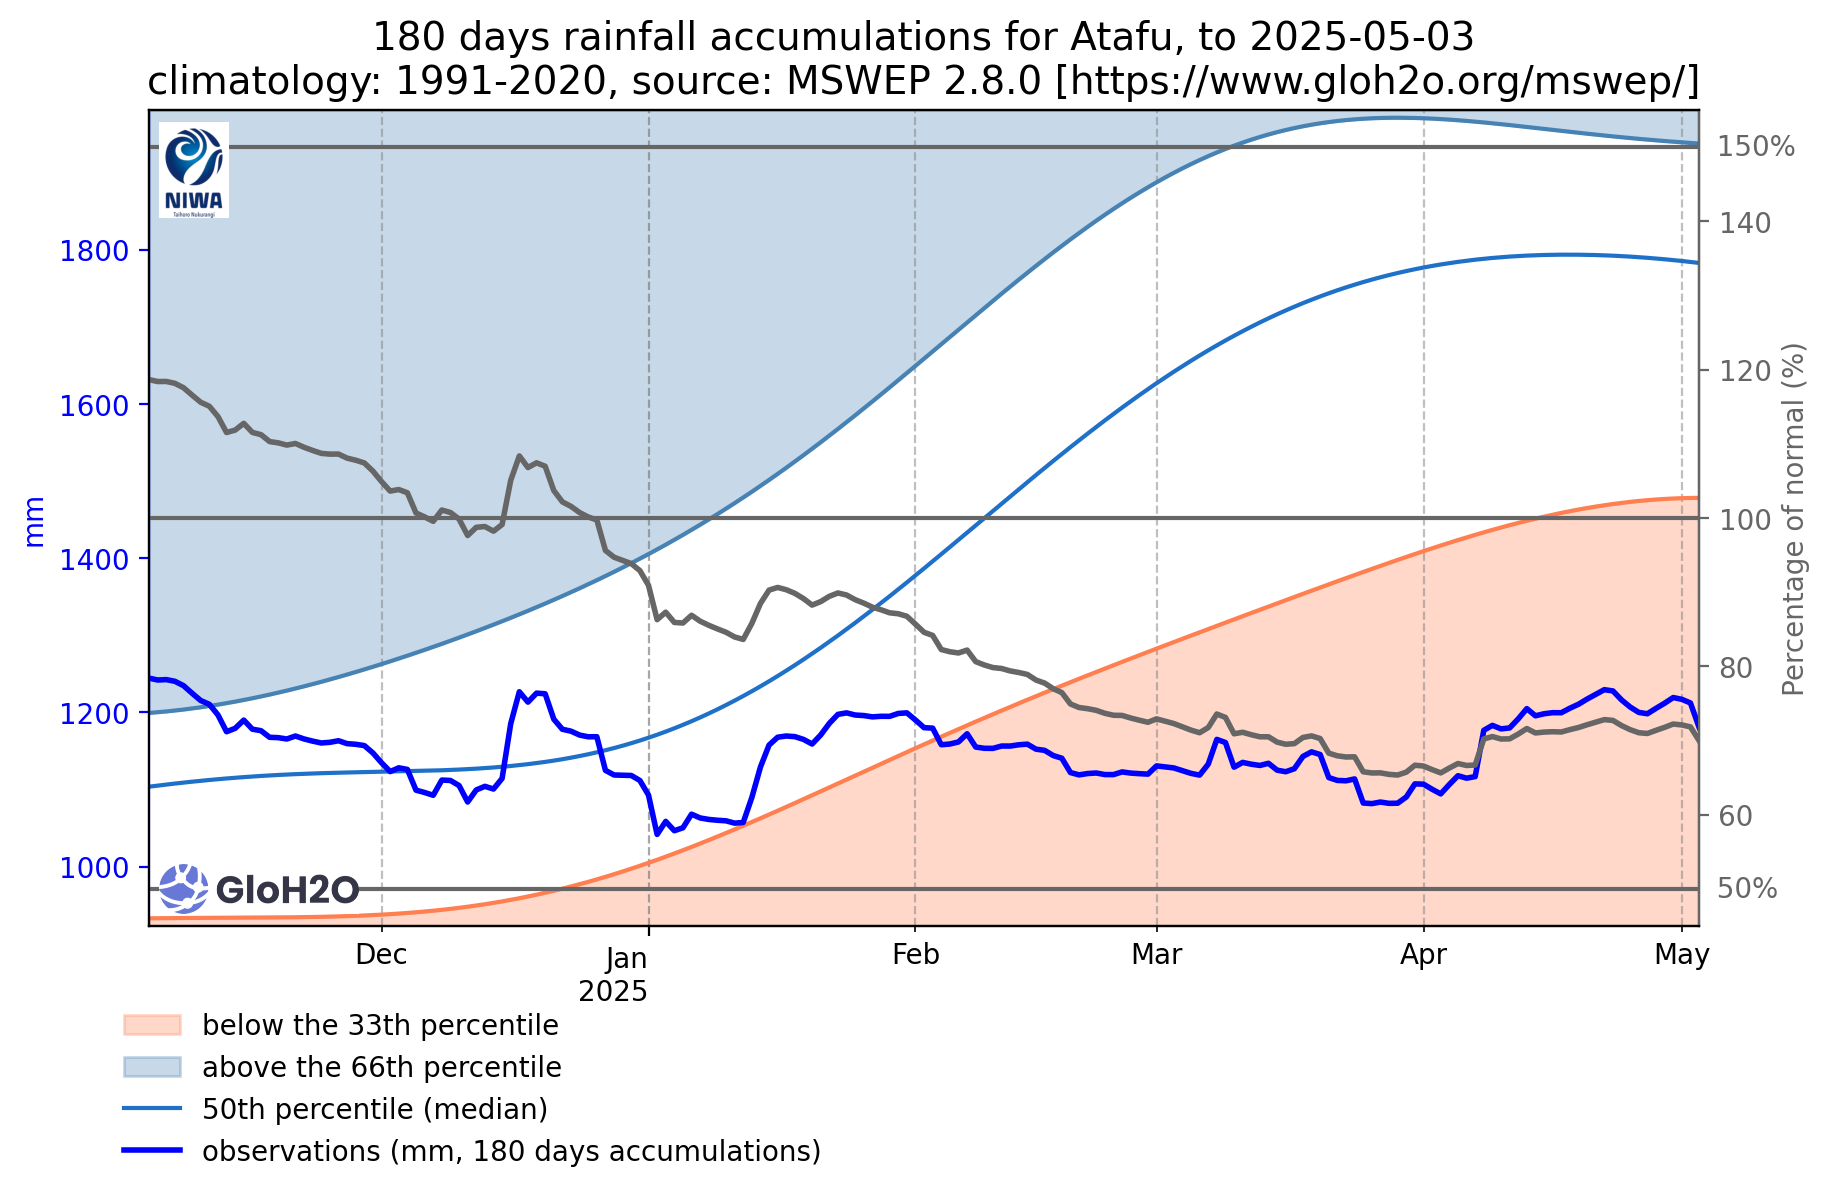 180 days rainfall accumulations for Atafu, to 2025-05-03
climatology: 1991-2020, source: MSWEP 2.8.0 [https://www.gloh2o.org/mswep/]
NIWA
Taihoro Nukurangi
150%
140
120
100
80
60
50%
Percentage of normal (%)
1800
1600
1400
1200
1000
mm
GloH2O
Dec
Jan
2025
Feb
Mar
Apr
May
below the 33th percentile
above the 66th percentile
50th percentile (median)
observations (mm, 180 days accumulations)